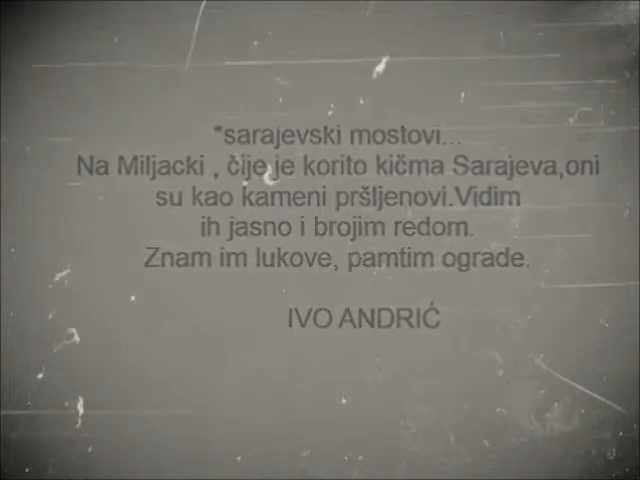 "sarajevski mostovi...
Na Miljacki , čije je korito kičma Sarajeva,oni
su kao kameni pršljenovi.Vidim
ih jasno i brojim redom.
Znam im lukove, pamtim ograde.
IVO ANDRIĆ